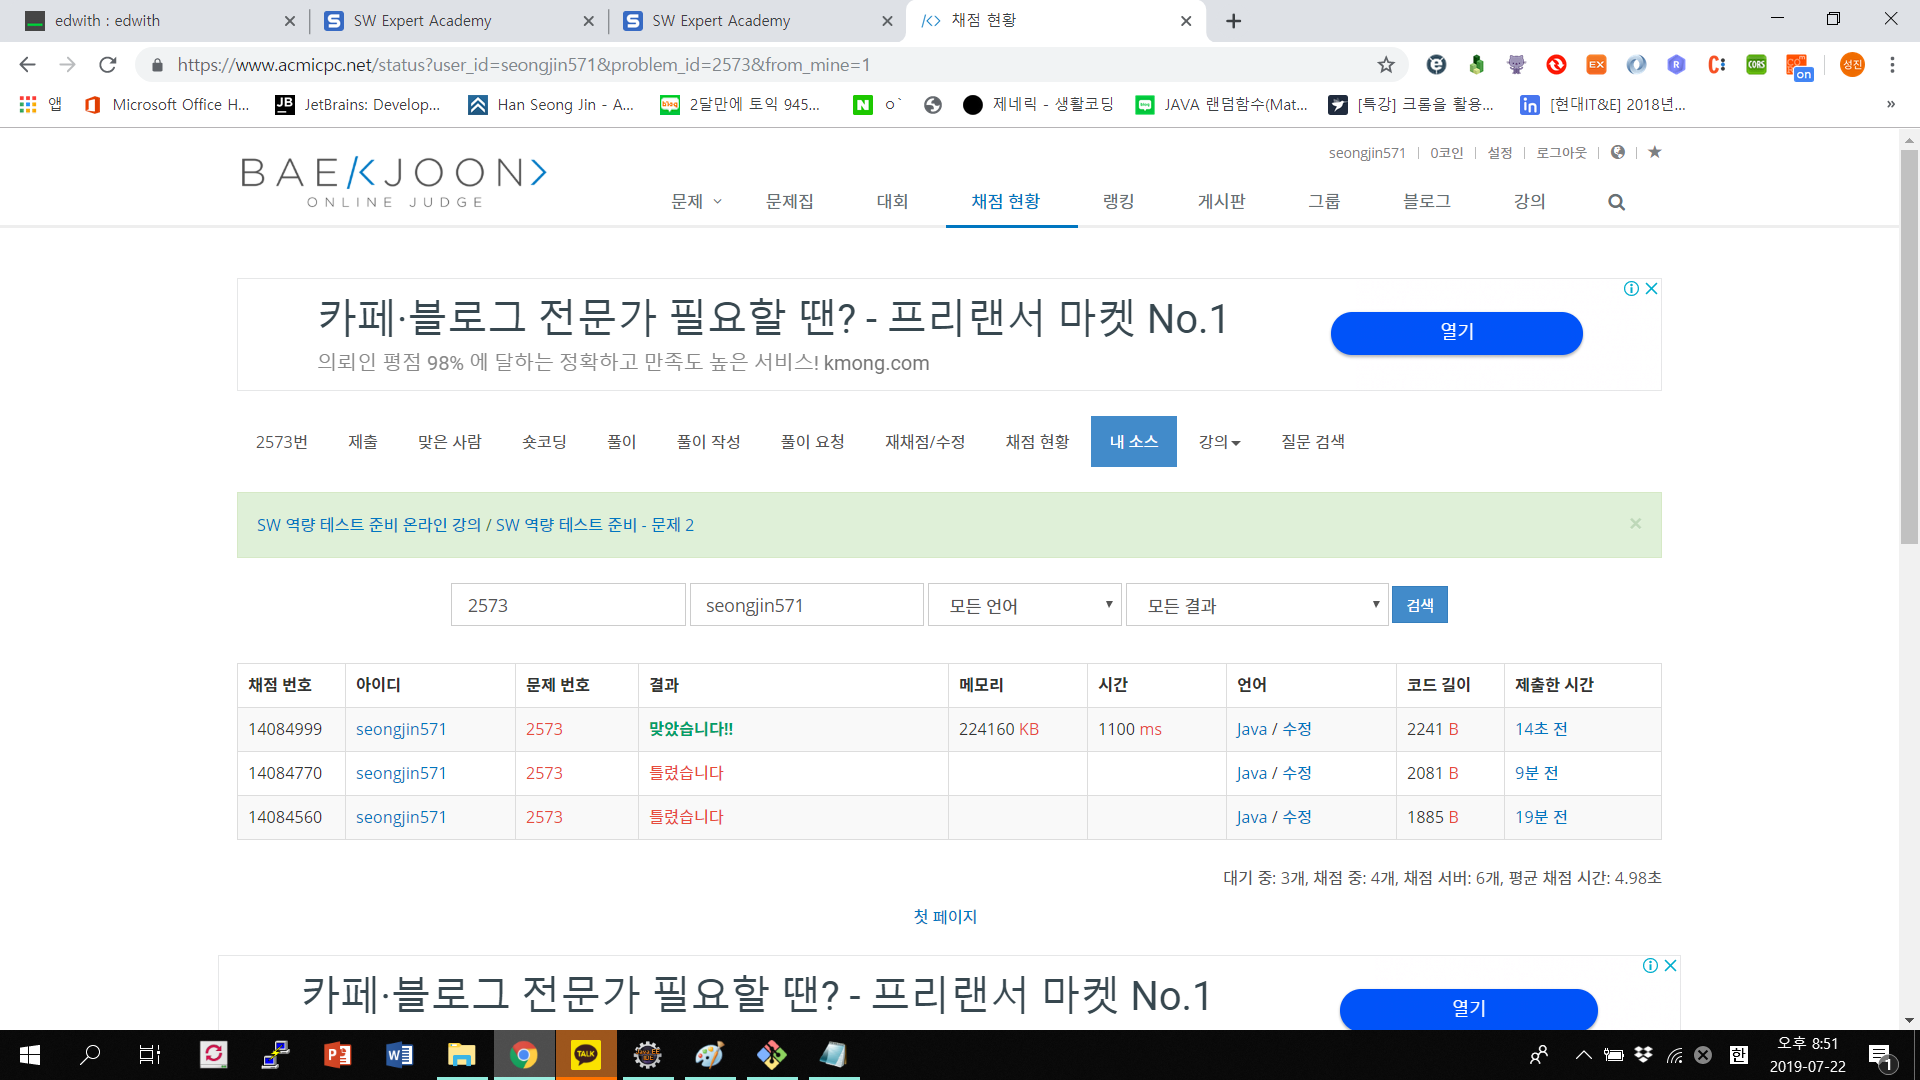 edwith : edwith
SW Expert Academy
SW Expert Academy
채점 현황
https://www.acmicpc.net/status?user_id=seongjin571&problem_id=2573&from_mine=1
성진
앱
Microsoft Office H...
JetBrains: Develop...
Han Seong Jin - A...
2달만에 토익 945...
ㅇ`
제네릭 - 생활코딩
JAVA 랜덤함수(Mat...
[특강] 크롬을 활용...
[현대IT&E] 2018년...
»
seongjin571
0코인
설정
로그아웃
BAE/<JOON>
ONLINE JUDGE
문제
문제집
대회
채점 현황
랭킹
게시판
그룹
블로그
강의
카페·블로그 전문가 필요할 땐? - 프리랜서 마켓 No.1
의뢰인 평점 98% 에 달하는 정확하고 만족도 높은 서비스! kmong.com
열기
2573번
제출
맞은 사람
숏코딩
풀이
풀이 작성
풀이 요청
재채점/수정
채점 현황
내 소스
강의
질문 검색
SW 역량 테스트 준비 온라인 강의 / SW 역량 테스트 준비 - 문제 2
2573
seongjin571
모든 언어
모든 결과
검색
채점 번호 아이디 문제 번호 결과 메모리 시간 언어 코드 길이 제출한 시간
14084999 seongjin571 2573 맞았습니다!! 224160 KB 1100 ms Java / 수정 2241 B 14초 전
14084770 seongjin571 2573 틀렸습니다 Java / 수정 2081 B 9분 전
14084560 seongjin571 2573 틀렸습니다 Java / 수정 1885 B 19분 전
대기 중: 3개, 채점 중: 4개, 채점 서버: 6개, 평균 채점 시간: 4.98초
첫 페이지
카페·블로그 전문가 필요할 땐? - 프리랜서 마켓 No.1
열기
TALK
한
오후 8:51
2019-07-22
1